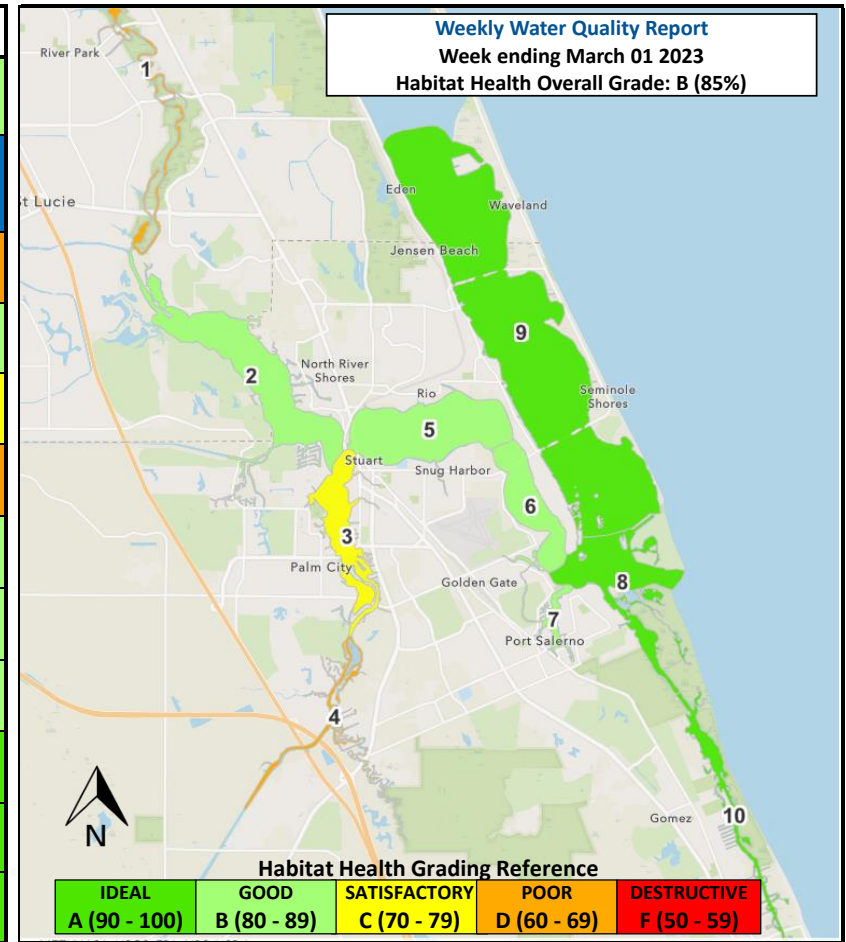 Weekly Water Quality Report
Week ending March 01 2023
Habitat Health Overall Grade: B (85%)
River Park
1
t Lucie
Eden
Waveland
Jensen Beach
9
2
North River
Shores
Rio
Seminole
Shores
5
Stuart
Snug Harbor
6
3
Palm City
Golden Gate
8
7
Port Salerno
4
Gomez
10
N
Habitat Health Grading Reference
IDEAL GOOD SATISFACTORY POOR DESTRUCTIVE
A (90 - 100) B (80 - 89) C (70 - 79) D (60 - 69) F (50 - 59)